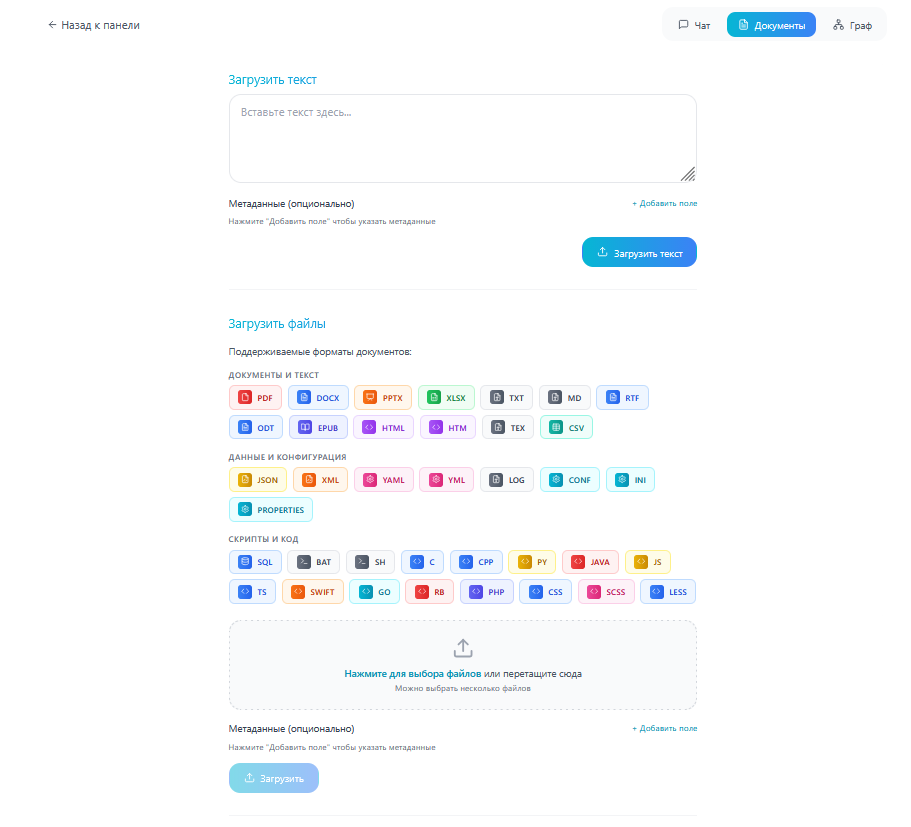 Назад к панели
Чат
Документы
Граф
Загрузить текст
Вставьте текст здесь...
Метаданные (опционально)
+ Добавить поле
Нажмите "Добавить поле" чтобы указать метаданные
Загрузить текст
Загрузить файлы
Поддерживаемые форматы документов:
ДОКУМЕНТЫ И ТЕКСТ
PDF DOCX PPTX XLSX TXT MD RTF
ODT EPUB HTML HTM TEX CSV
ДАННЫЕ И КОНФИГУРАЦИЯ
JSON XML YAML YML LOG CONF INI
PROPERTIES
СКРИПТЫ И КОД
SQL BAT SH C CPP PY JAVA JS
TS SWIFT GO RB PHP CSS SCSS LESS
Нажмите для выбора файлов или перетащите сюда
Можно выбрать несколько файлов
Метаданные (опционально)
+ Добавить поле
Нажмите "Добавить поле" чтобы указать метаданные
Загрузить